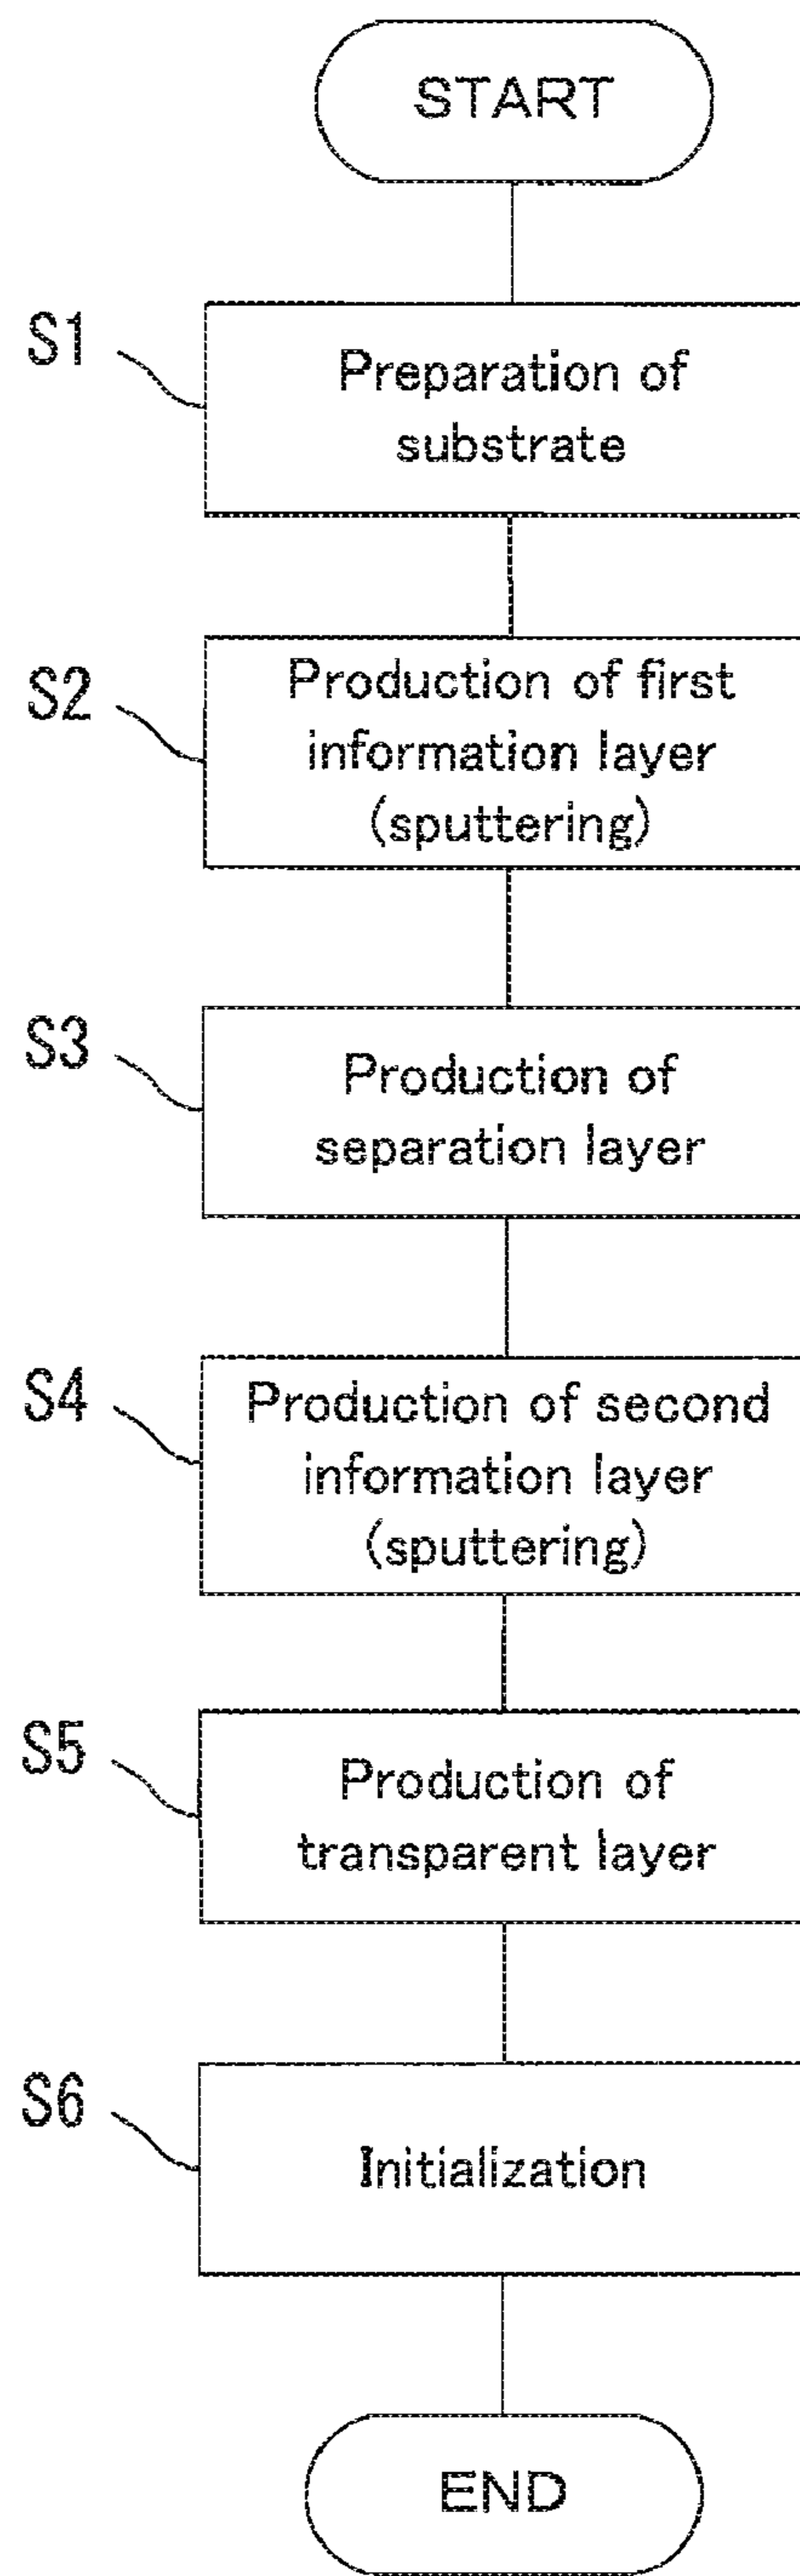 START
S1
Preparation of
substrate
S2
Production of first
information layer
(sputtering)
S3
Production of
separation layer
S4
Production of second
information layer
(sputtering)
S5
Production of
transparent layer
S6
Initialization
END